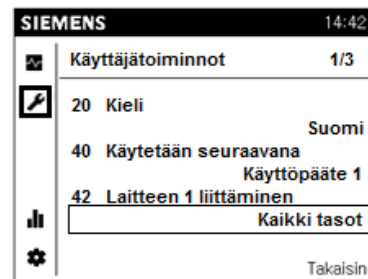 SIEMENS 14:42
Käyttäjätoiminnot 1/3
20 Kieli
Suomi
40 Käytetään seuraavana
Käyttöpääte 1
42 Laitteen 1 liittäminen
Kaikki tasot
Takaisin